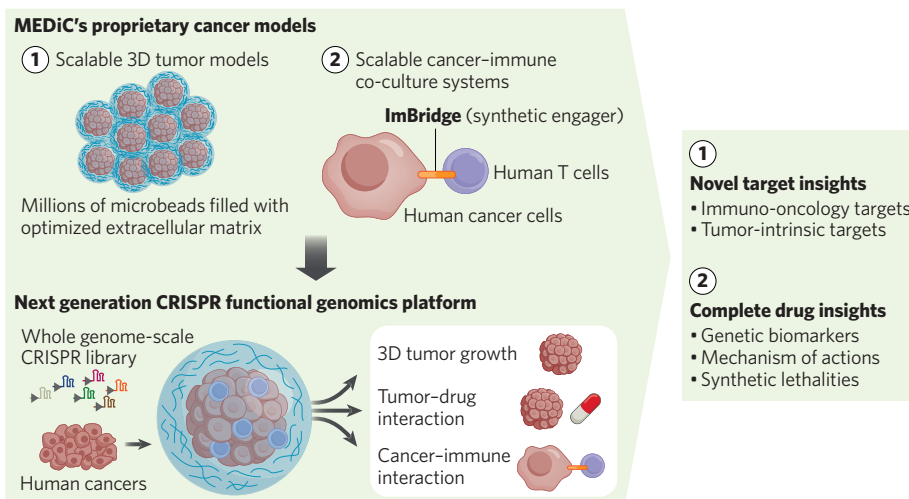 MEDiC's proprietary cancer models
1 Scalable 3D tumor models
Millions of microbeads filled with
optimized extracellular matrix
2 Scalable cancer–immune
co-culture systems
ImBridge (synthetic engager)
Human T cells
Human cancer cells
Next generation CRISPR functional genomics platform
Whole genome-scale
CRISPR library
Human cancers
3D tumor growth
Tumor–drug
interaction
Cancer–immune
interaction
1
Novel target insights
• Immuno-oncology targets
• Tumor-intrinsic targets
2
Complete drug insights
• Genetic biomarkers
• Mechanism of actions
• Synthetic lethalities